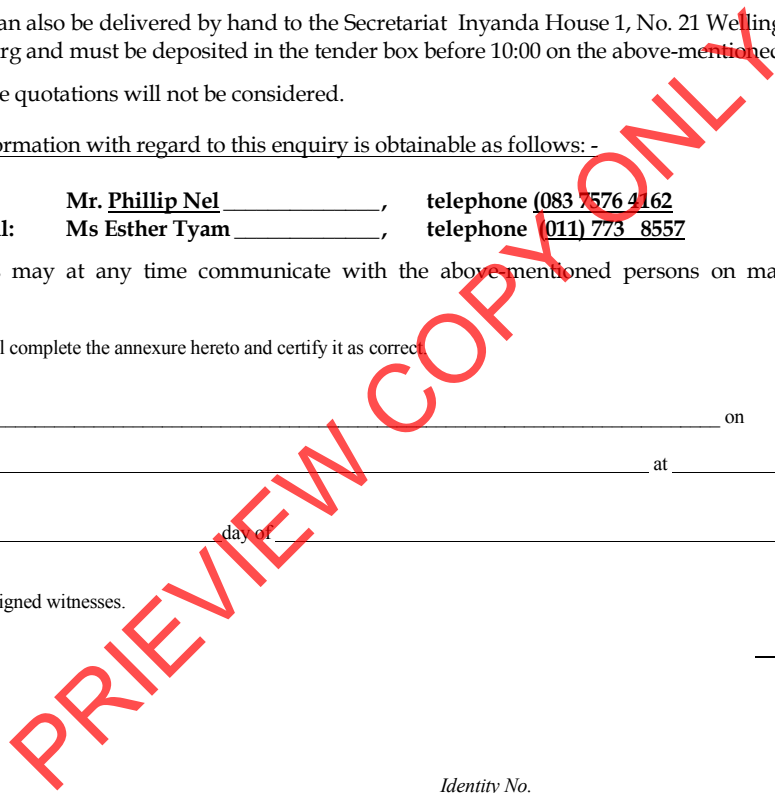 an also be delivered by hand to the Secretariat Inyanda House 1, No. 21 Welling
rg and must be deposited in the tender box before 10:00 on the above-mentioned
e quotations will not be considered.
ormation with regard to this enquiry is obtainable as follows: -
Mr. Phillip Nel______________, telephone (083 7576 4162
l: Ms Esther Tyam______________, telephone (011) 773 8557
s may at any time communicate with the above-mentioned persons on ma
l complete the annexure hereto and certify it as correct.
on
at
day of
igned witnesses.
Identity No.
PRIEVIEW COPY ONLY